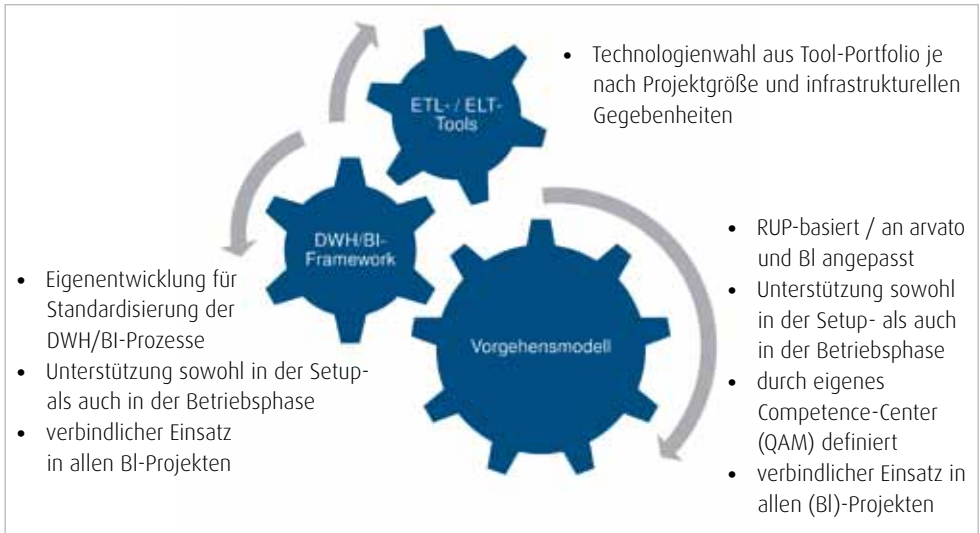 ETL- / ELT-
Tools
• Technologienwahl aus Tool-Portfolio je
nach Projektgröße und infrastrukturellen
Gegebenheiten
DWH/BI-
Framework
• Eigenentwicklung für
Standardisierung der
DWH/BI-Prozesse
• Unterstützung sowohl in der Setup-
als auch in der Betriebsphase
• verbindlicher Einsatz
in allen BI-Projekten
Vorgehensmodell
• RUP-basiert / an arvato
und BI angepasst
• Unterstützung sowohl
in der Setup- als auch
in der Betriebsphase
• durch eigenes
Competence-Center
(QAM) definiert
• verbindlicher Einsatz in
allen (BI)-Projekten